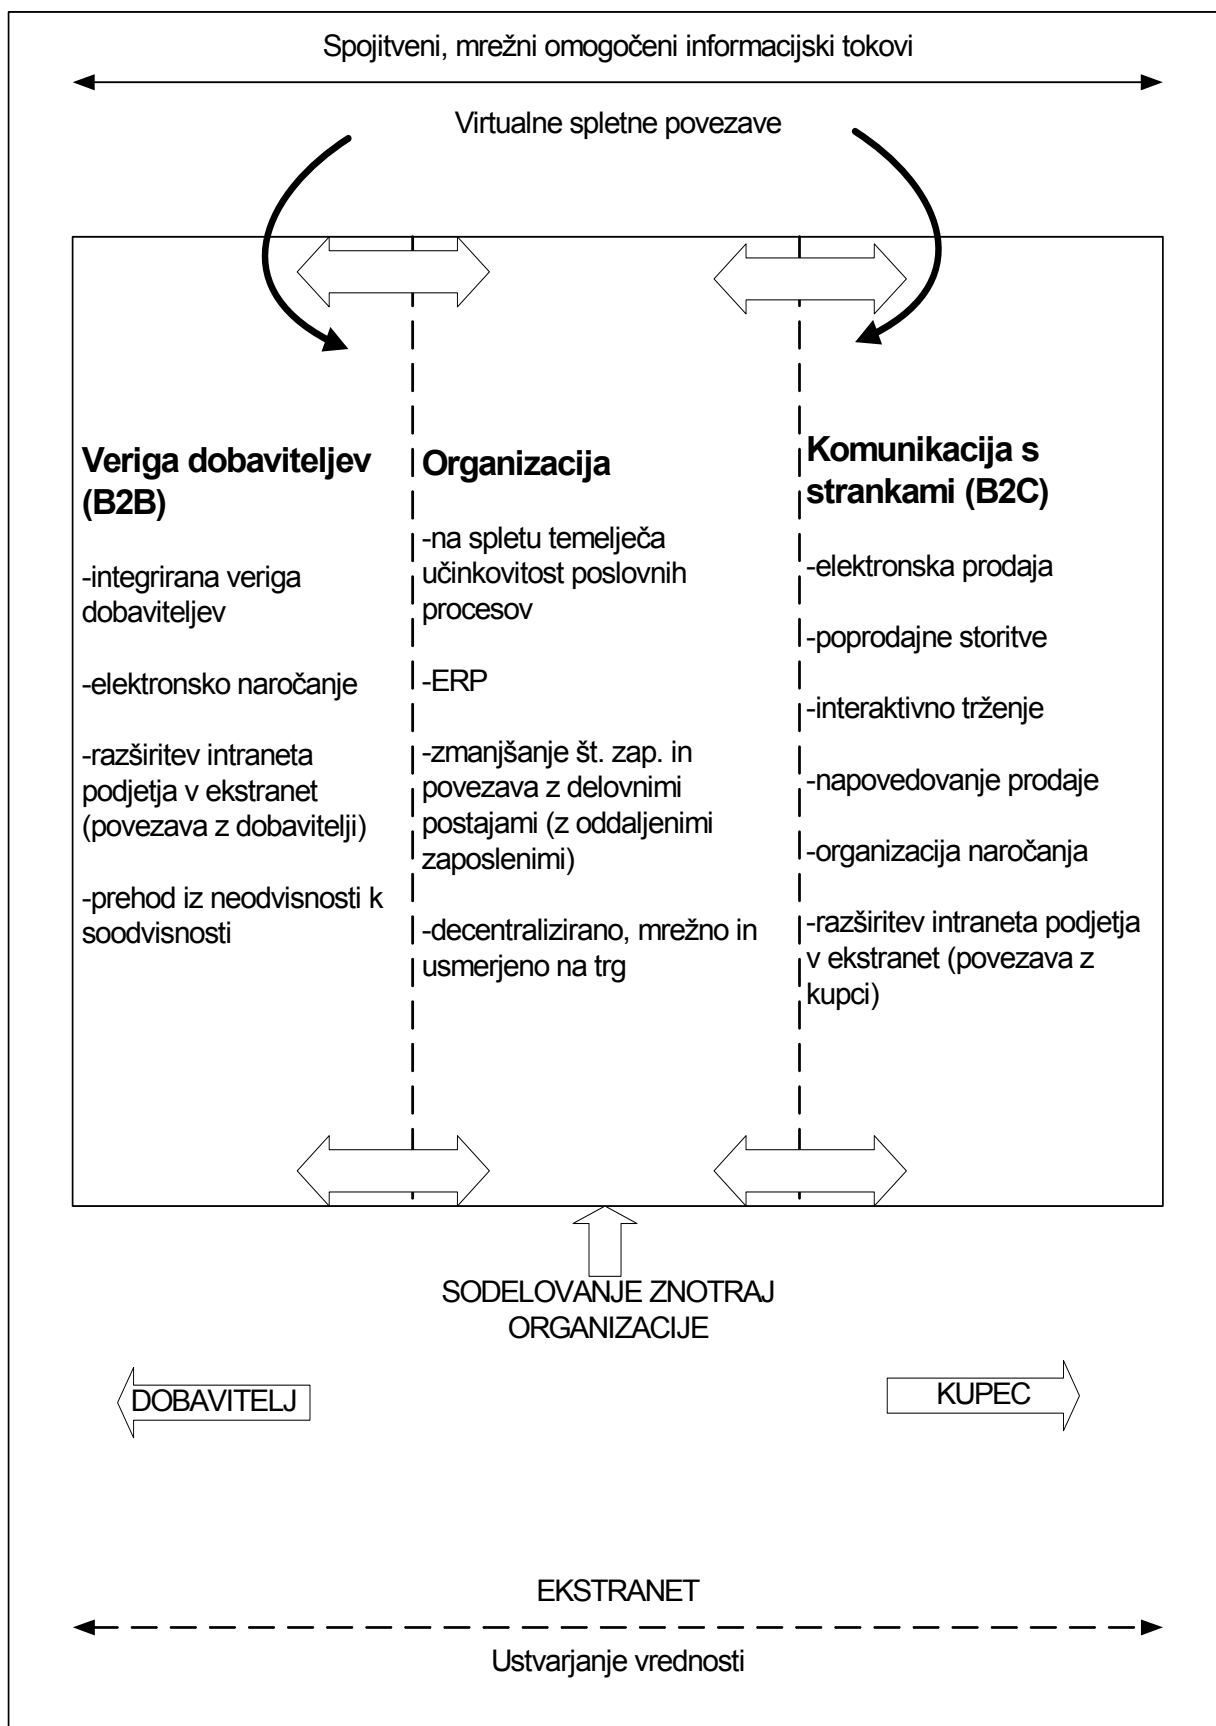 Spojitveni, mrežni omogočeni informacijski tokovi
Virtualne spletne povezave
Veriga dobaviteljev
(B2B)
-integrirana veriga
dobaviteljev
-elektronsko naročanje
-razširitev intraneta
podjetja v ekstranet
(povezava z dobavitelji)
-prehod iz neodvisnosti k
soodvisnosti
Organizacija
-na spletu temelječa
učinkovitost poslovnih
procesov
-ERP
-zmanjšanje št. zap. in
povezava z delovnimi
postajami (z oddaljenimi
zaposlenimi)
-decentralizirano, mrežno in
usmerjeno na trg
Komunikacija s
strankami (B2C)
-elektronska prodaja
-poprodajne storitve
-interaktivno trženje
-napovedovanje prodaje
-organizacija naročanja
-razširitev intraneta podjetja
v ekstranet (povezava z
kupci)
SODELOVANJE ZNOTRAJ
ORGANIZACIJE
DOBAVITELJ
KUPEC
EKSTRANET
Ustvarjanje vrednosti